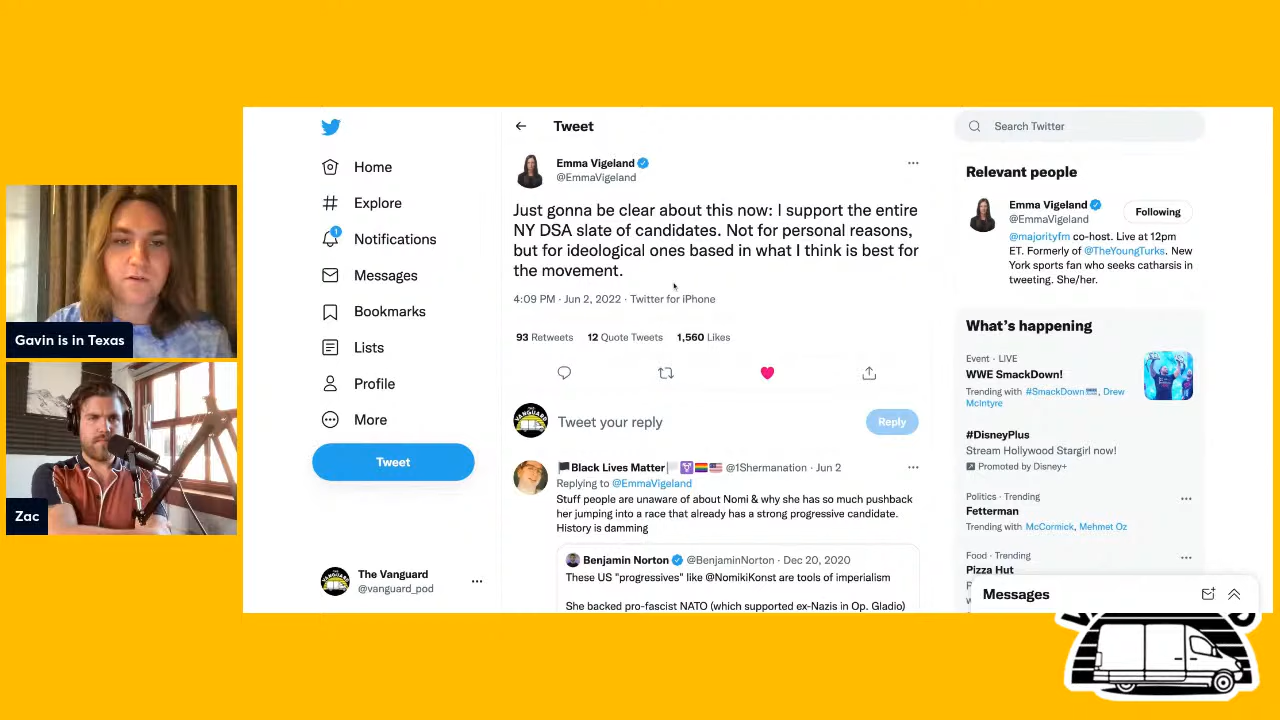 Gavin is in Texas
Zac
Home
Explore
1
Notifications
Messages
Bookmarks
Lists
Profile
More
Tweet
The Vanguard
@vanguard_pod
Tweet
Emma Vigeland
@EmmaVigeland
Just gonna be clear about this now: I support the entire
NY DSA slate of candidates. Not for personal reasons,
but for ideological ones based in what I think is best for
the movement.
4:09 PM · Jun 2, 2022 · Twitter for iPhone
93 Retweets 12 Quote Tweets 1,560 Likes
Tweet your reply
Reply
Black Lives Matter @1Shermanation · Jun 2
Replying to @EmmaVigeland
Stuff people are unaware of about Nomi & why she has so much pushback
her jumping into a race that already has a strong progressive candidate.
History is damming
Benjamin Norton @BenjaminNorton · Dec 20, 2020
These US "progressives" like @NomikiKonst are tools of imperialism
She backed pro-fascist NATO (which supported ex-Nazis in Op. Gladio)
Search Twitter
Relevant people
Emma Vigeland
@EmmaVigeland
Following
@majorityfm co-host. Live at 12pm
ET. Formerly of @TheYoungTurks. New
York sports fan who seeks catharsis in
tweeting. She/her.
What's happening
Event · LIVE
WWE SmackDown!
Trending with #SmackDown, Drew
McIntyre
#DisneyPlus
Stream Hollywood Stargirl now!
Promoted by Disney+
Politics · Trending
Fetterman
Trending with McCormick, Mehmet Oz
Food · Trending
Pizza Hut
Messages